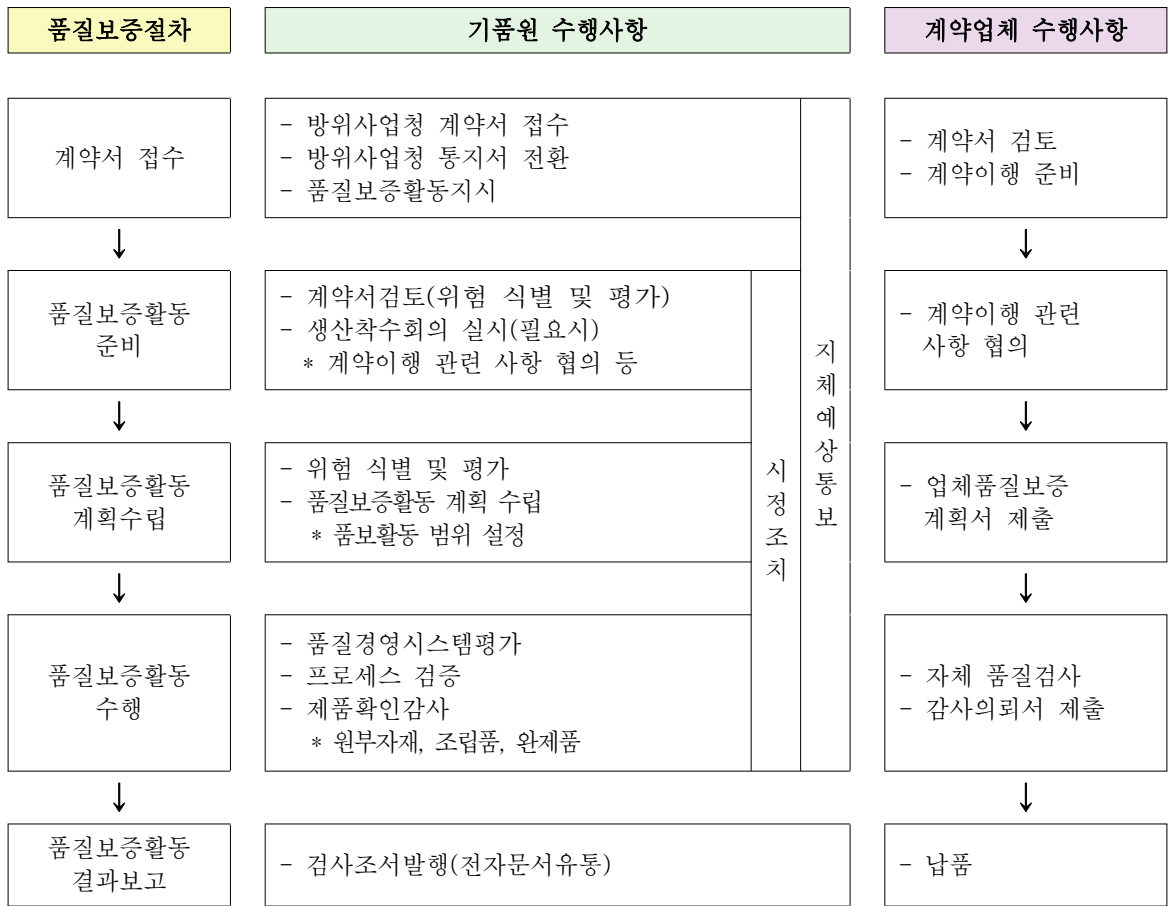 품질보증절차
기품원 수행사항
계약업체 수행사항
계약서 접수
- 방위사업청 계약서 접수
- 방위사업청 통지서 전환
- 품질보증활동지시
- 계약서 검토
- 계약이행 준비
↓
↓
품질보증활동
준비
- 계약서검토(위험 식별 및 평가)
- 생산착수회의 실시(필요시)
* 계약이행 관련 사항 협의 등
- 계약이행 관련
사항 협의
↓
↓
품질보증활동
계획수립
- 위험 식별 및 평가
- 품질보증활동 계획 수립
* 품보활동 범위 설정
- 업체품질보증
계획서 제출
↓
↓
품질보증활동
수행
- 품질경영시스템평가
- 프로세스 검증
- 제품확인감사
* 원부자재, 조립품, 완제품
시정조치
지체예상통보
- 자체 품질검사
- 감사의뢰서 제출
↓
↓
품질보증활동
결과보고
- 검사조서발행(전자문서유통)
- 납품